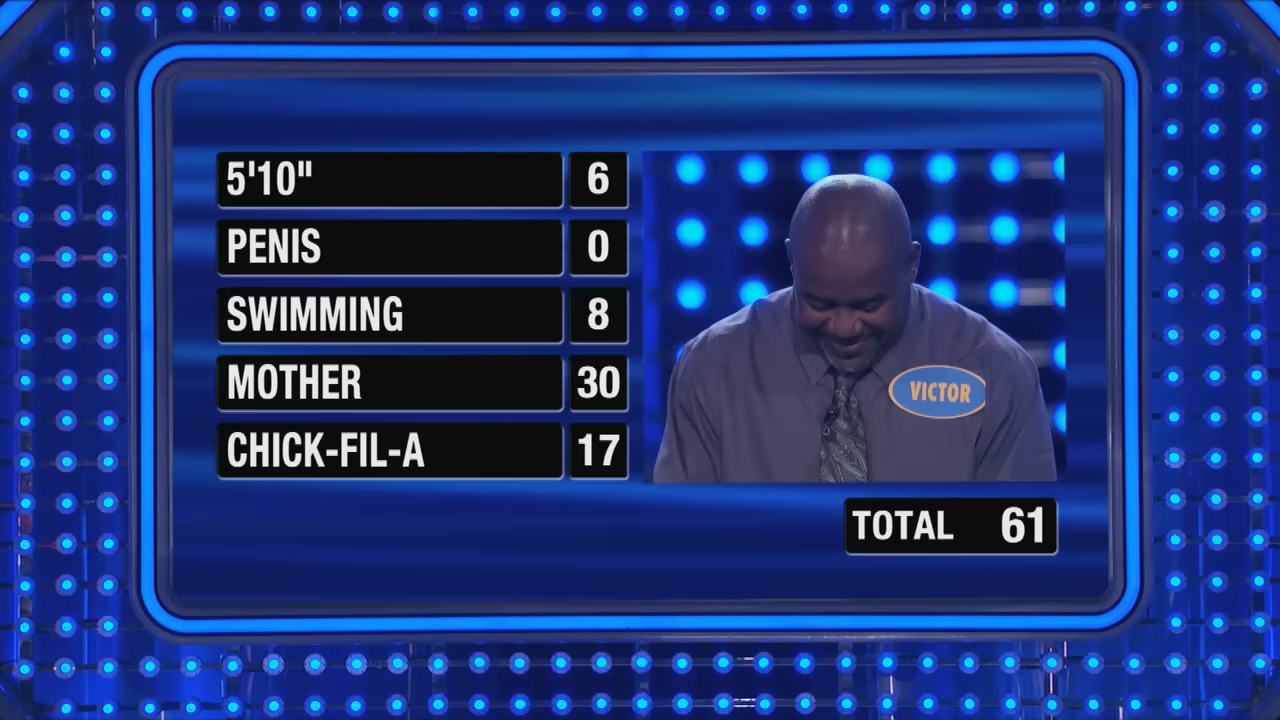 5'10" 6
PENIS 0
SWIMMING 8
MOTHER 30
CHICK-FIL-A 17
VICTOR
TOTAL 61